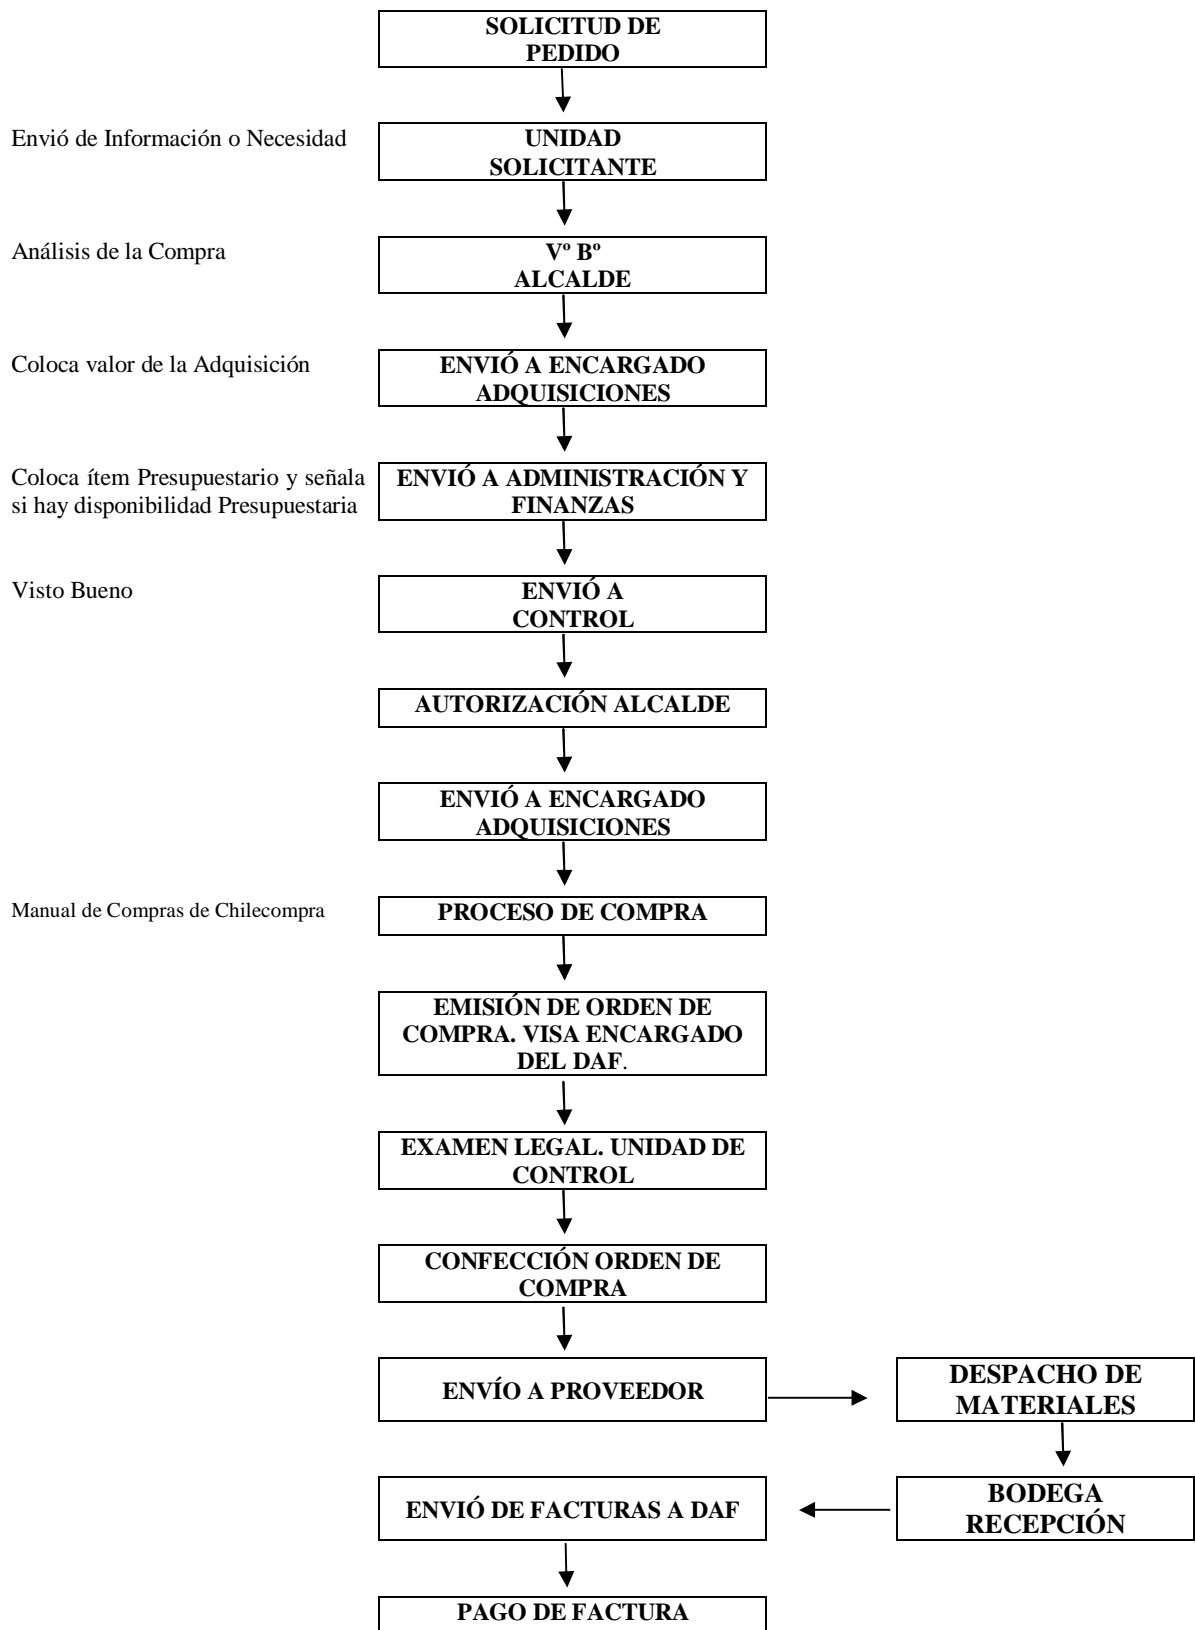 SOLICITUD DE
PEDIDO
Envió de Información o Necesidad
UNIDAD
SOLICITANTE
Análisis de la Compra
Vº Bº
ALCALDE
Coloca valor de la Adquisición
ENVIÓ A ENCARGADO
ADQUISICIONES
Coloca ítem Presupuestario y señala
si hay disponibilidad Presupuestaria
ENVIÓ A ADMINISTRACIÓN Y
FINANZAS
Visto Bueno
ENVIÓ A
CONTROL
AUTORIZACIÓN ALCALDE
ENVIÓ A ENCARGADO
ADQUISICIONES
Manual de Compras de Chilecompra
PROCESO DE COMPRA
EMISIÓN DE ORDEN DE
COMPRA. VISA ENCARGADO
DEL DAF.
EXAMEN LEGAL. UNIDAD DE
CONTROL
CONFECCIÓN ORDEN DE
COMPRA
ENVÍO A PROVEEDOR
DESPACHO DE
MATERIALES
BODEGA
RECEPCIÓN
ENVIÓ DE FACTURAS A DAF
PAGO DE FACTURA